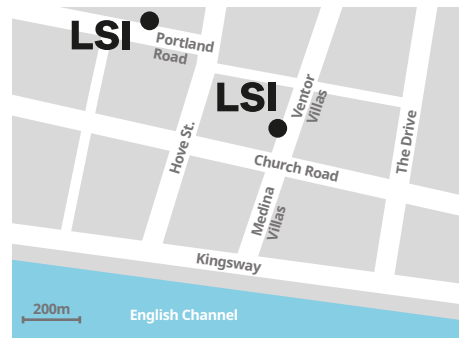 LSI
Portland
Road
LSI
Ventor
Villas
The Drive
Hove St.
Church Road
Medina
Villas
Kingsway
200m
English Channel